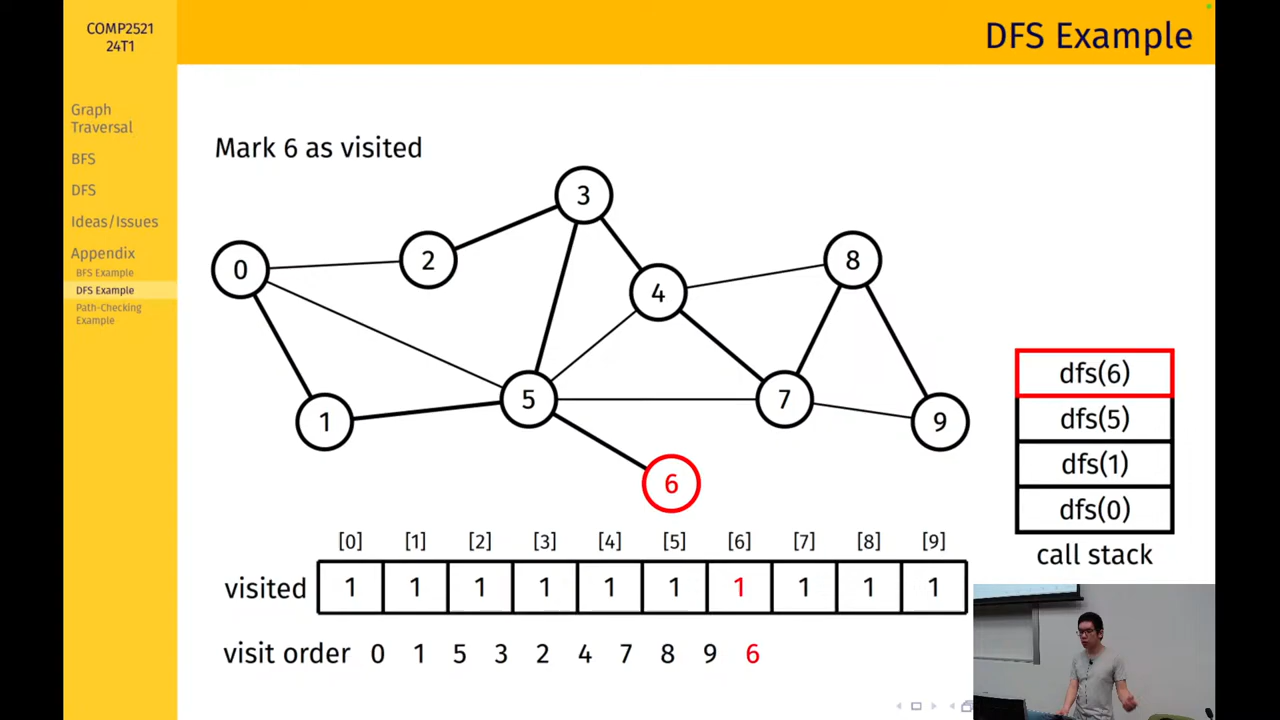 COMP2521
24T1
DFS Example
Graph
Traversal
BFS
DFS
Ideas/Issues
Appendix
BFS Example
DFS Example
Path-Checking
Example
Mark 6 as visited
3
0
2
8
4
5
7
1
9
6
dfs(6)
dfs(5)
dfs(1)
dfs(0)
call stack
[0] [1] [2] [3] [4] [5] [6] [7] [8] [9]
visited 1 1 1 1 1 1 1 1 1 1
visit order 0 1 5 3 2 4 7 8 9 6